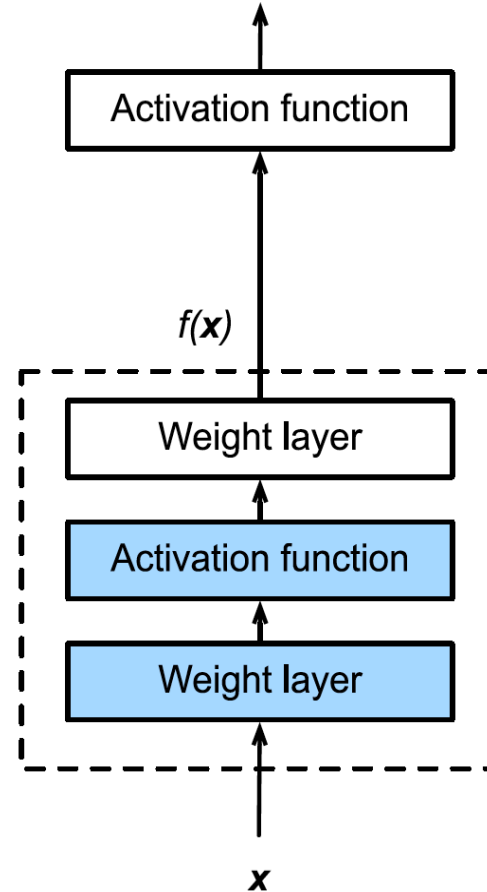 Activation function
f(x)
Weight layer
Activation function
Weight layer
x